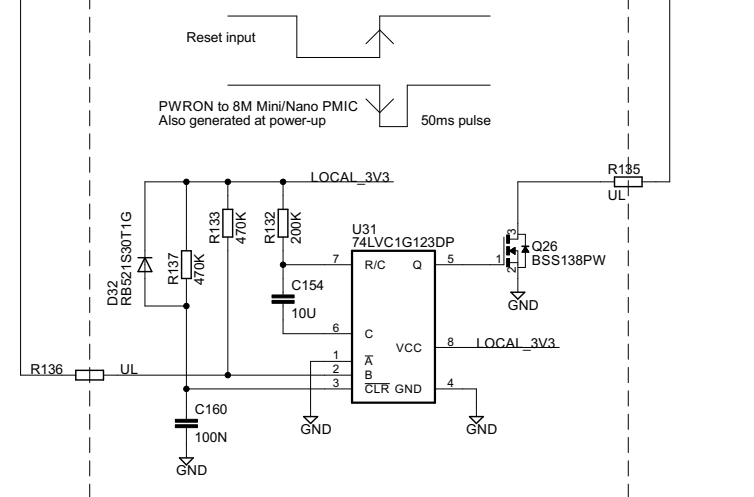 Reset input
PWRON to 8M Mini/Nano PMIC
Also generated at power-up
50ms pulse
LOCAL_3V3
R135
UL
D32
RB521S30T1G
R137
470K
R133
470K
R132
200K
U31
74LVC1G123DP
7
R/C
Q
5
C154
10U
6
C
VCC
8
LOCAL_3V3
1
A
2
B
3
CLR
GND
4
3
1
2
Q26
BSS138PW
GND
R136
UL
C160
100N
GND
GND
GND